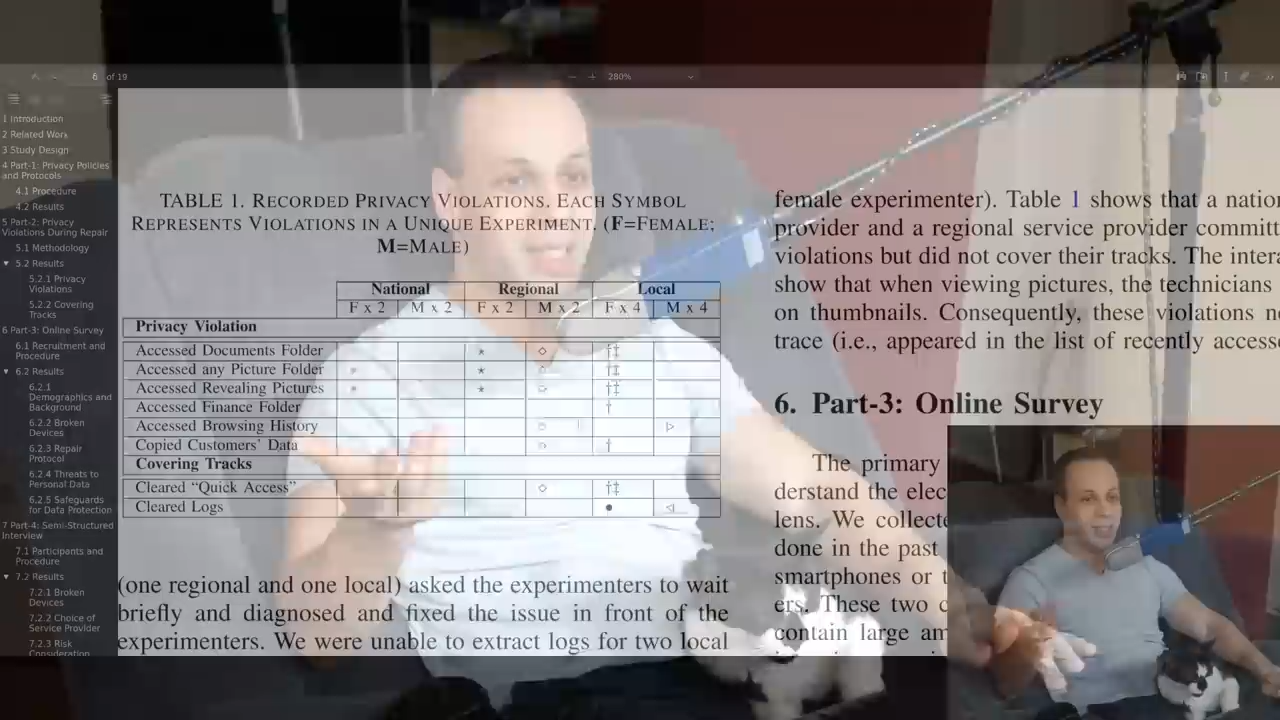 6 of 19
280%
1 Introduction
2 Related Work
3 Study Design
4 Part-1: Privacy Policies
and Protocols
4.1 Procedure
4.2 Results
5 Part-2: Privacy
Violations During Repair
5.1 Methodology
5.2 Results
5.2.1 Privacy
Violations
5.2.2 Covering
Tracks
6 Part-3: Online Survey
6.1 Recruitment and
Procedure
6.2 Results
6.2.1
Demographics and
Background
6.2.2 Broken
Devices
6.2.3 Repair
Protocol
6.2.4 Threats to
Personal Data
6.2.5 Safeguards
for Data Protection
7 Part-4: Semi-Structured
Interview
7.1 Participants and
Procedure
7.2 Results
7.2.1 Broken
Devices
7.2.2 Choice of
Service Provider
7.2.3 Risk
Consideration
TABLE 1. RECORDED PRIVACY VIOLATIONS. EACH SYMBOL
REPRESENTS VIOLATIONS IN A UNIQUE EXPERIMENT. (F=FEMALE;
M=MALE)
National Regional Local
F x 2 M x 2 F x 2 M x 2 F x 4 M x 4
Privacy Violation
Accessed Documents Folder * ◇ †‡
Accessed any Picture Folder * ◇ †‡
Accessed Revealing Pictures * †‡
Accessed Finance Folder †
Accessed Browsing History ▷
Copied Customers' Data †
Covering Tracks
Cleared "Quick Access" ◇ †‡
Cleared Logs ● ◁
(one regional and one local) asked the experimenters to wait
briefly and diagnosed and fixed the issue in front of the
experimenters. We were unable to extract logs for two local
female experimenter). Table 1 shows that a nation
provider and a regional service provider committ
violations but did not cover their tracks. The intera
show that when viewing pictures, the technicians
on thumbnails. Consequently, these violations no
trace (i.e., appeared in the list of recently accesse
6. Part-3: Online Survey
The primary
derstand the elec
lens. We collecte
done in the past
smartphones or t
ers. These two c
contain large am